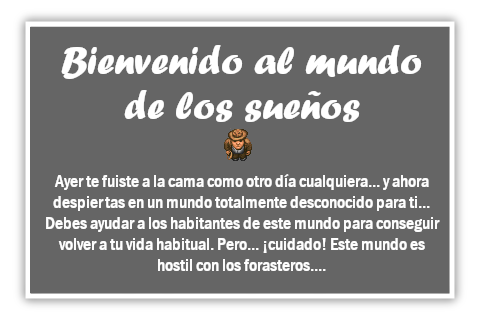 Bienvenido al mundo
de los sueños
Ayer te fuiste a la cama como otro día cualquiera... y ahora
despiertas en un mundo totalmente desconocido para ti...
Debes ayudar a los habitantes de este mundo para conseguir
volver a tu vida habitual. Pero... ¡cuidado! Este mundo es
hostil con los forasteros....